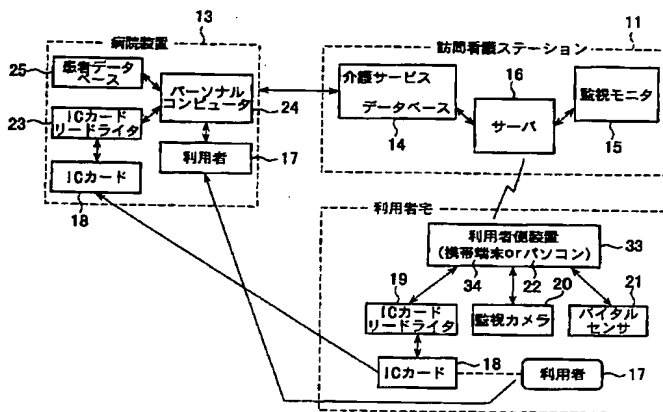 病院装置
13
25
患者データ
ベース
パーソナル
コンピュータ
24
23
ICカード
リードライタ
利用者
17
ICカード
18
訪問看護ステーション
11
介護サービス
データベース
14
16
サーバ
監視モニタ
15
利用者宅
利用者側装置
33
(携帯端末orパソコン)
34
22
19
ICカード
リードライタ
20
監視カメラ
21
バイタル
センサ
ICカード
18
利用者
17